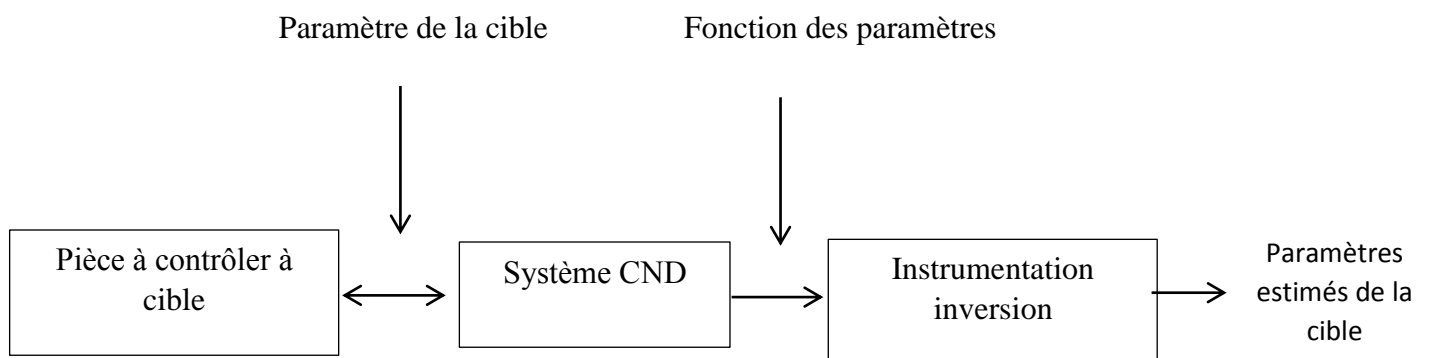 Paramètre de la cible
Fonction des paramètres
Pièce à contrôler à
cible
Système CND
Instrumentation
inversion
Paramètres
estimés de la
cible